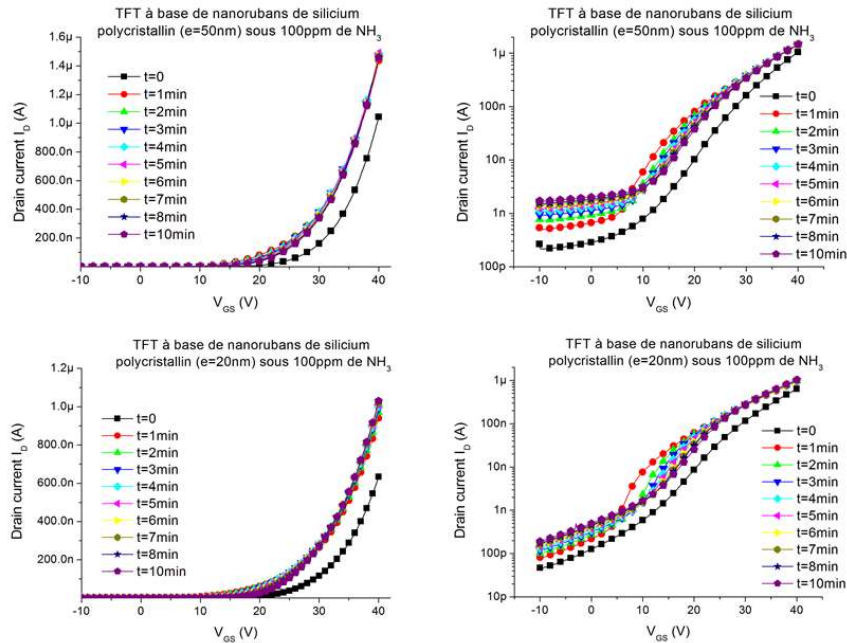 TFT à base de nanorubans de silicium
polycristallin (e=50nm) sous 100ppm de NH3
1.6µ
1.4µ
1.2µ
1.0µ
800.0n
600.0n
400.0n
200.0n
Drain current ID (A)
t=0
t=1min
t=2min
t=3min
t=4min
t=5min
t=6min
t=7min
t=8min
t=10min
-10 0 10 20 30 40
VGS (V)
TFT à base de nanorubans de silicium
polycristallin (e=50nm) sous 100ppm de NH3
1µ
100n
10n
1n
100p
Drain current ID (A)
t=0
t=1min
t=2min
t=3min
t=4min
t=5min
t=6min
t=7min
t=8min
t=10min
-10 0 10 20 30 40
VGS (V)
TFT à base de nanorubans de silicium
polycristallin (e=20nm) sous 100ppm de NH3
1.2µ
1.0µ
800.0n
600.0n
400.0n
200.0n
Drain current ID (A)
t=0
t=1min
t=2min
t=3min
t=4min
t=5min
t=6min
t=7min
t=8min
t=10min
-10 0 10 20 30 40
VGS (V)
TFT à base de nanorubans de silicium
polycristallin (e=20nm) sous 100ppm de NH3
1µ
100n
10n
1n
100p
10p
Drain current ID (A)
t=0
t=1min
t=2min
t=3min
t=4min
t=5min
t=6min
t=7min
t=8min
t=10min
-10 0 10 20 30 40
VGS (V)